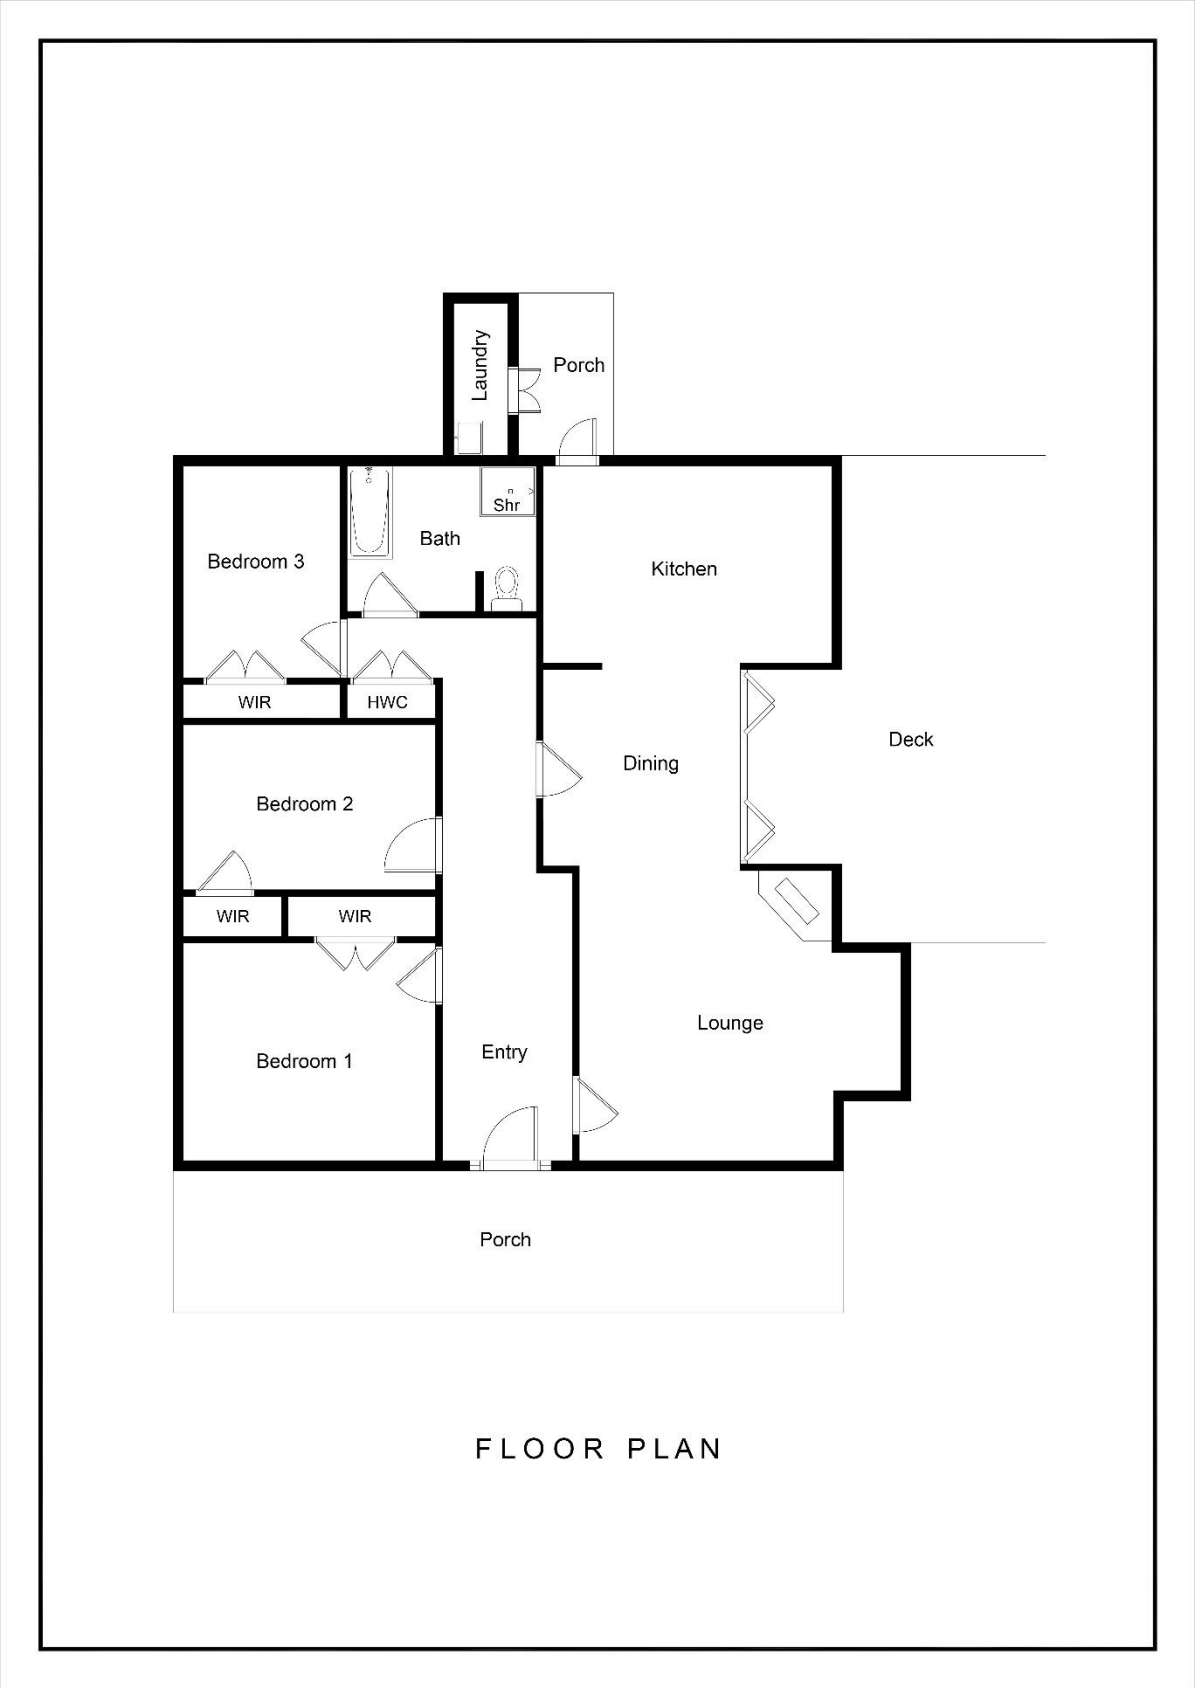 Laundry
Porch
Shr
Bath
Bedroom 3
Kitchen
WIR
HWC
Deck
Dining
Bedroom 2
WIR
WIR
Lounge
Entry
Bedroom 1
Porch
FLOOR PLAN